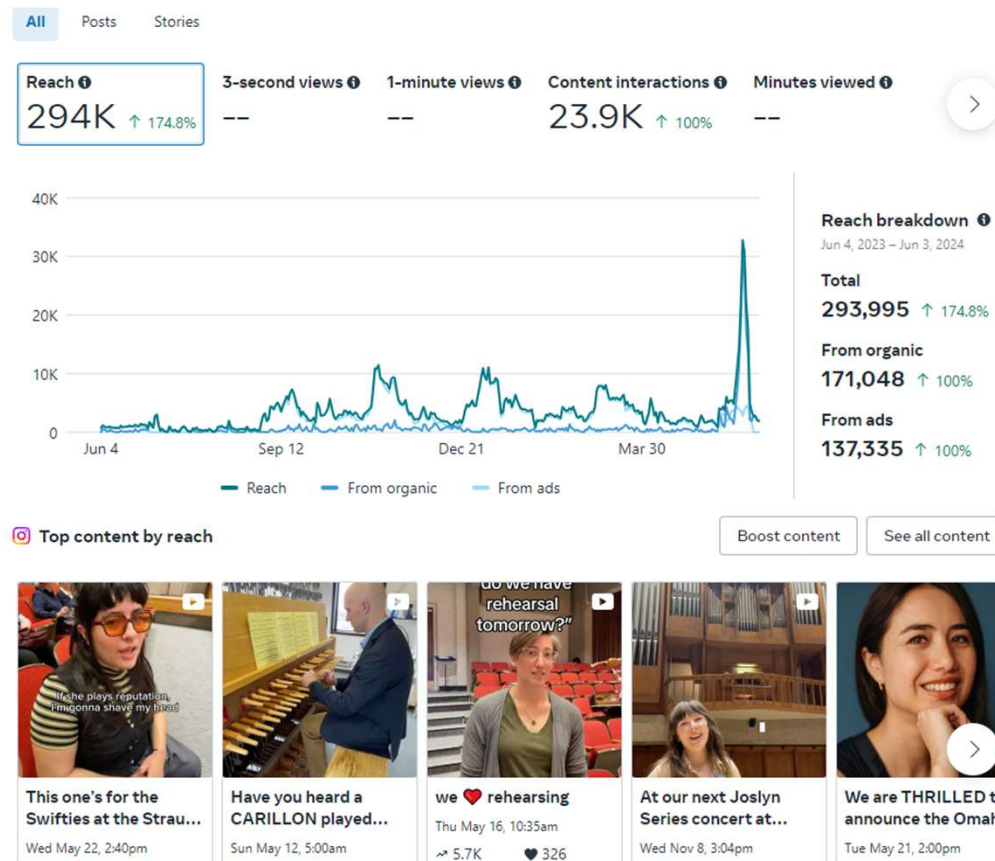 All Posts Stories
Reach 3-second views 1-minute views Content interactions Minutes viewed
294K ↑ 174.8% -- -- 23.9K ↑ 100% --
40K
30K
20K
10K
0
Jun 4 Sep 12 Dec 21 Mar 30
Reach From organic From ads
Reach breakdown
Jun 4, 2023 – Jun 3, 2024
Total
293,995 ↑ 174.8%
From organic
171,048 ↑ 100%
From ads
137,335 ↑ 100%
Top content by reach
Boost content See all content
If she plays reputation,
I'm gonna shave my head
do we have
rehearsal
tomorrow?"
This one's for the
Swifties at the Strau...
Wed May 22, 2:40pm
Have you heard a
CARILLON played...
Sun May 12, 5:00am
we ❤️ rehearsing
Thu May 16, 10:35am
5.7K 326
At our next Joslyn
Series concert at...
Wed Nov 8, 3:04pm
We are THRILLED t
announce the Omah
Tue May 21, 2:00pm